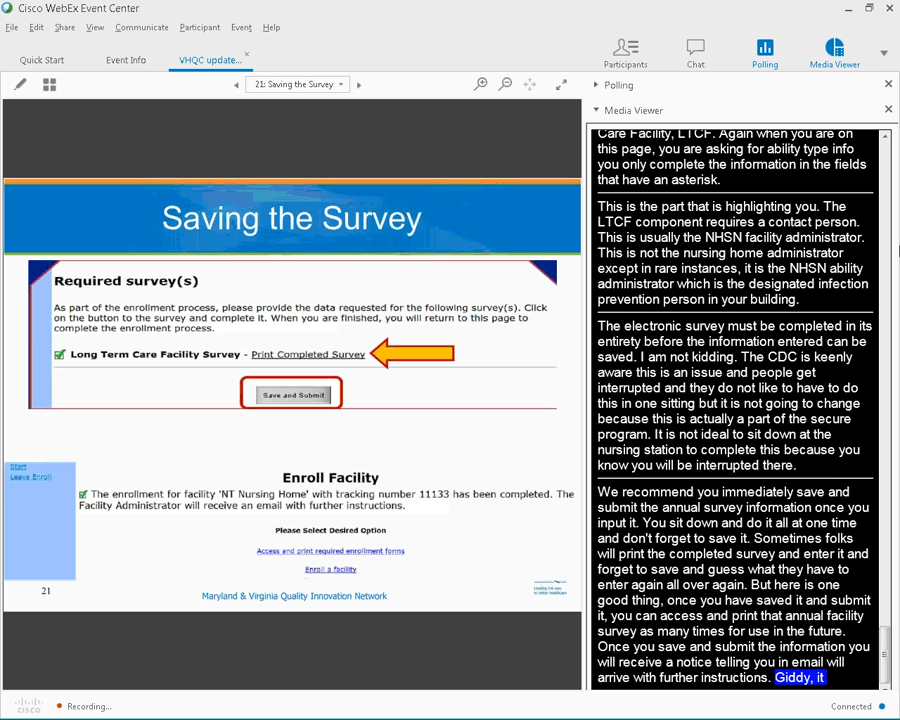 Cisco WebEx Event Center
File Edit Share View Communicate Participant Event Help
Quick Start Event Info VHQC update...
Participants Chat Polling Media Viewer
21: Saving the Survey
Polling
Media Viewer
Saving the Survey
Required survey(s)
As part of the enrollment process, please provide the data requested for the following survey(s). Click
on the button to the survey and complete it. When you are finished, you will return to this page to
complete the enrollment process.
Long Term Care Facility Survey - Print Completed Survey
Save and Submit
Start
Leave Enroll
Enroll Facility
The enrollment for facility 'NT Nursing Home' with tracking number 11133 has been completed. The
Facility Administrator will receive an email with further instructions.
Please Select Desired Option
Access and print required enrollment forms
Enroll a facility
21
Maryland & Virginia Quality Innovation Network
Care Facility, LTCF. Again when you are on
this page, you are asking for ability type info
you only complete the information in the fields
that have an asterisk.
This is the part that is highlighting you. The
LTCF component requires a contact person.
This is usually the NHSN facility administrator.
This is not the nursing home administrator
except in rare instances, it is the NHSN ability
administrator which is the designated infection
prevention person in your building.
The electronic survey must be completed in its
entirety before the information entered can be
saved. I am not kidding. The CDC is keenly
aware this is an issue and people get
interrupted and they do not like to have to do
this in one sitting but it is not going to change
because this is actually a part of the secure
program. It is not ideal to sit down at the
nursing station to complete this because you
know you will be interrupted there.
We recommend you immediately save and
submit the annual survey information once you
input it. You sit down and do it all at one time
and don't forget to save it. Sometimes folks
will print the completed survey and enter it and
forget to save and guess what they have to
enter again all over again. But here is one
good thing, once you have saved it and submit
it, you can access and print that annual facility
survey as many times for use in the future.
Once you save and submit the information you
will receive a notice telling you in email will
arrive with further instructions. Giddy, it
cisco
Recording...
Connected